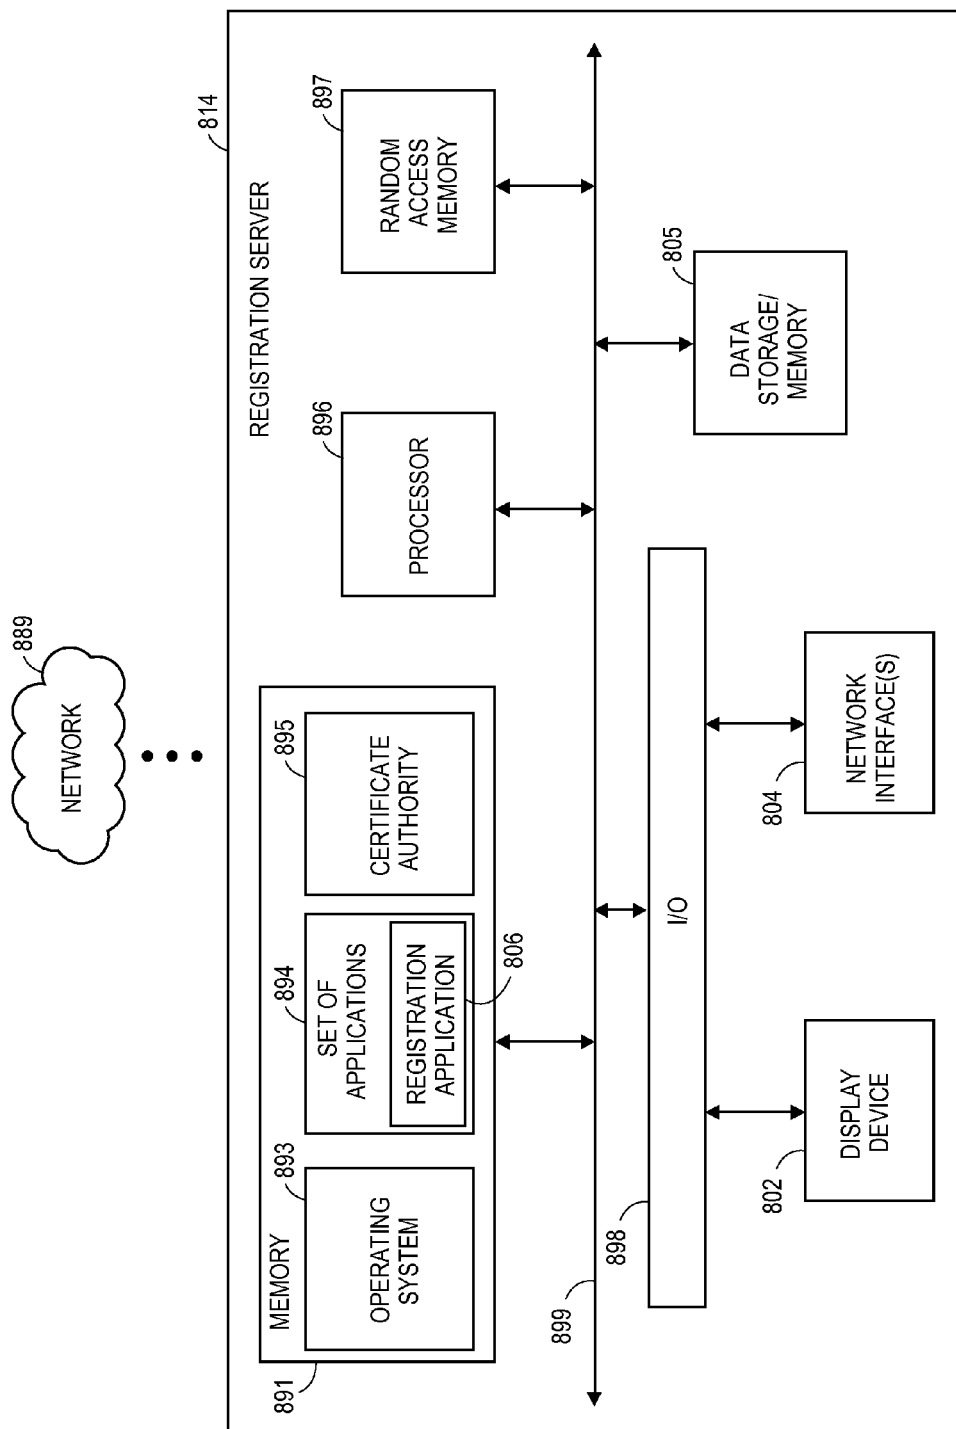 889
NETWORK
814
REGISTRATION SERVER
MEMORY
891
893
OPERATING
SYSTEM
894
SET OF
APPLICATIONS
REGISTRATION
APPLICATION
806
895
CERTIFICATE
AUTHORITY
896
PROCESSOR
897
RANDOM
ACCESS
MEMORY
899
805
DATA
STORAGE/
MEMORY
898
I/O
802
DISPLAY
DEVICE
804
NETWORK
INTERFACE(S)